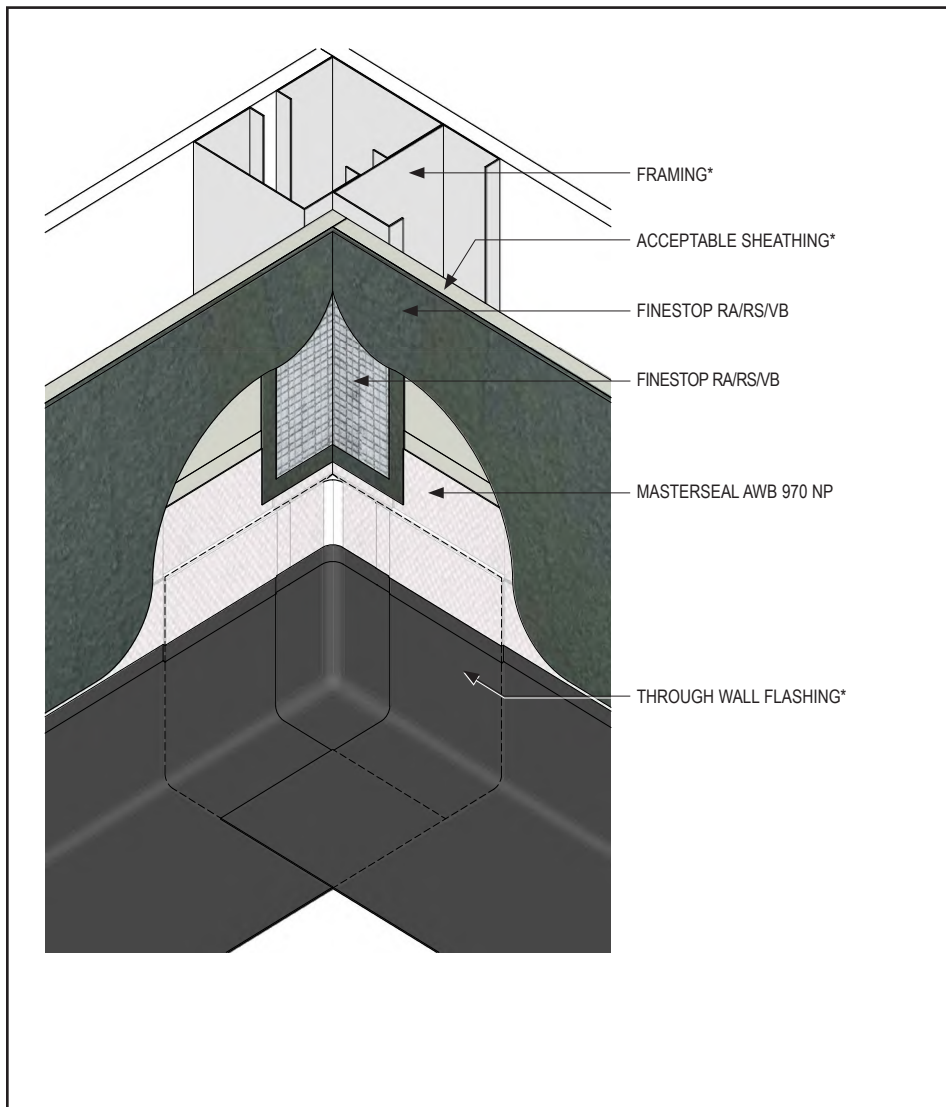 FRAMING*
ACCEPTABLE SHEATHING*
FINESTOP RA/RS/VB
FINESTOP RA/RS/VB
MASTERSEAL AWB 970 NP
THROUGH WALL FLASHING*